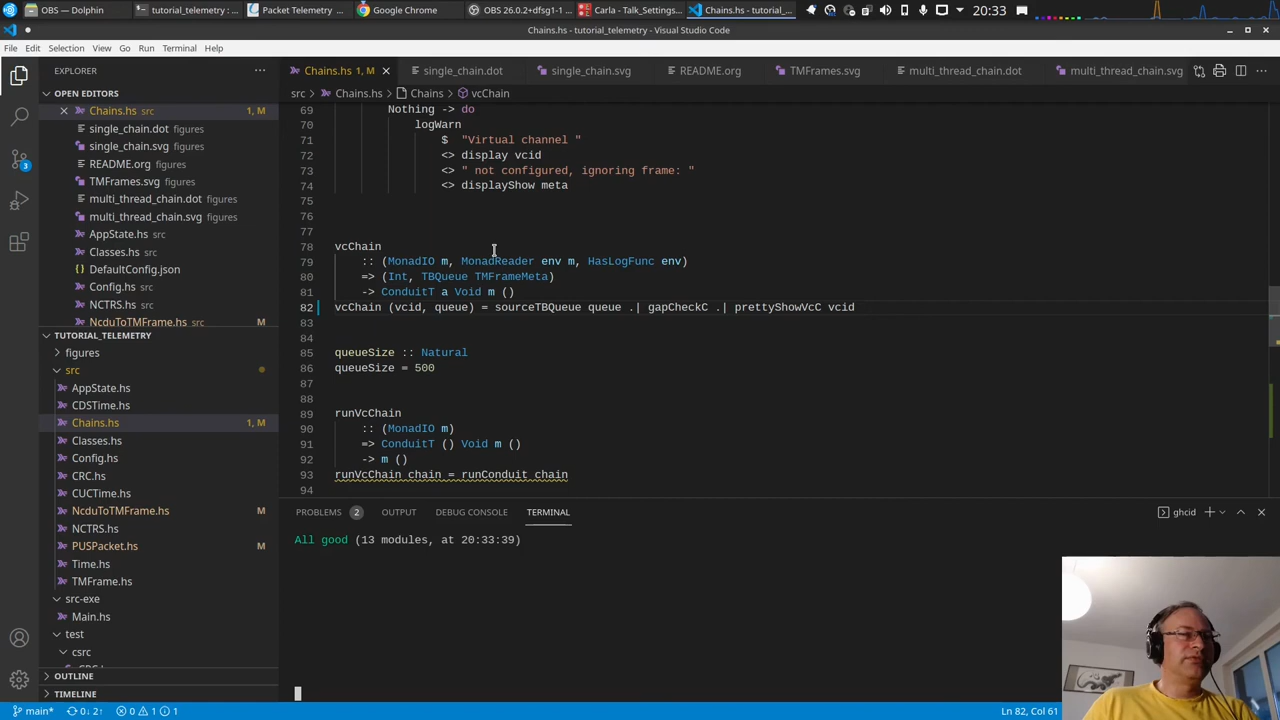 OBS
tutorial_telemetry :
Packet Telemetry
Google Chrome
OBS 26.0.2+dfsg1-1
Carla - Talk_Settings
Chains.hs - tutorial_tel
20:33
Chains.hs - tutorial_telemetry - Visual Studio Code
File Edit Selection View Go Run Terminal Help
EXPLORER
Chains.hs 1, M
single_chain.dot
single_chain.svg
README.org
TMFrames.svg
multi_thread_chain.dot
multi_thread_chain.svg
OPEN EDITORS
src > Chains.hs > Chains > vcChain
Chains.hs src 1, M
single_chain.dot figures
single_chain.svg figures
README.org
TMFrames.svg figures
multi_thread_chain.dot figures
multi_thread_chain.svg figures
AppState.hs src
Classes.hs src
DefaultConfig.json
Config.hs src
NCTRS.hs src
NcduToTMFrame.hs src
TUTORIAL_TELEMETRY
figures
src
AppState.hs
CDSTime.hs
Chains.hs 1, M
Classes.hs
Config.hs
CRC.hs
CUCTime.hs
NcduToTMFrame.hs M
NCTRS.hs
PUSPacket.hs M
Time.hs
TMFrame.hs
src-exe
Main.hs
test
csrc
OUTLINE
TIMELINE
69 Nothing -> do
70 logWarn
71 $ "Virtual channel "
72 <> display vcid
73 <> " not configured, ignoring frame: "
74 <> displayShow meta
75
76
77
78 vcChain
79 :: (MonadIO m, MonadReader env m, HasLogFunc env)
80 => (Int, TBQueue TMFrameMeta)
81 -> ConduitT a Void m ()
82 vcChain (vcid, queue) = sourceTBQueue queue .| gapCheckC .| prettyShowVcC vcid
83
84
85 queueSize :: Natural
86 queueSize = 500
87
88
89 runVcChain
90 :: (MonadIO m)
91 => ConduitT () Void m ()
92 -> m ()
93 runVcChain chain = runConduit chain
94
PROBLEMS 2 OUTPUT DEBUG CONSOLE TERMINAL
ghcid
All good (13 modules, at 20:33:39)
3
main* 0↓ 2↑ 0 1 1
Ln 82, Col 61